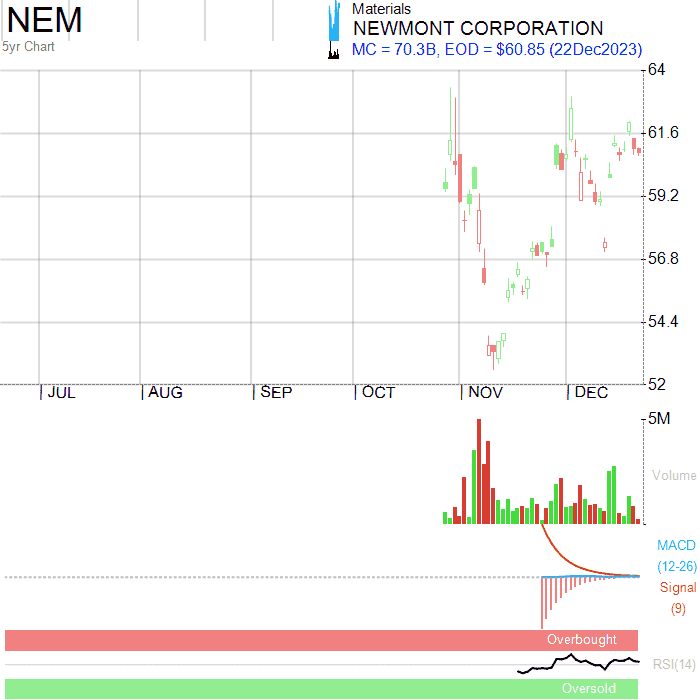 NEM
5yr Chart
Materials
NEWMONT CORPORATION
MC = 70.3B, EOD = $60.85 (22Dec2023)
64
61.6
59.2
56.8
54.4
52
JUL AUG SEP OCT NOV DEC
5M
Volume
MACD
(12-26)
Signal
(9)
Overbought
RSI(14)
Oversold